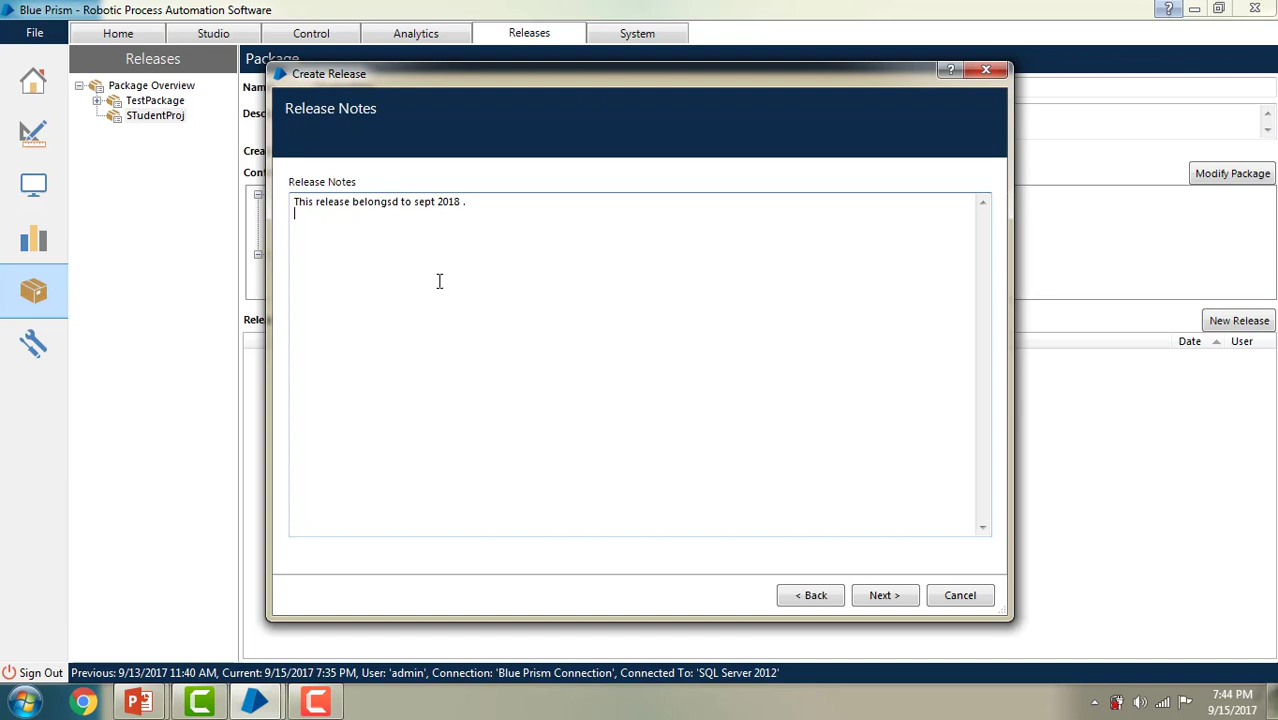 Blue Prism - Robotic Process Automation Software
File
Home
Studio
Control
Analytics
Releases
System
Releases
Package
Package Overview
TestPackage
STudentProj
Create Release
Release Notes
Release Notes
This release belongsd to sept 2018 .
Modify Package
New Release
Date
User
< Back
Next >
Cancel
Sign Out
Previous: 9/13/2017 11:40 AM, Current: 9/15/2017 7:35 PM, User: 'admin', Connection: 'Blue Prism Connection', Connected To: 'SQL Server 2012'
7:44 PM
9/15/2017